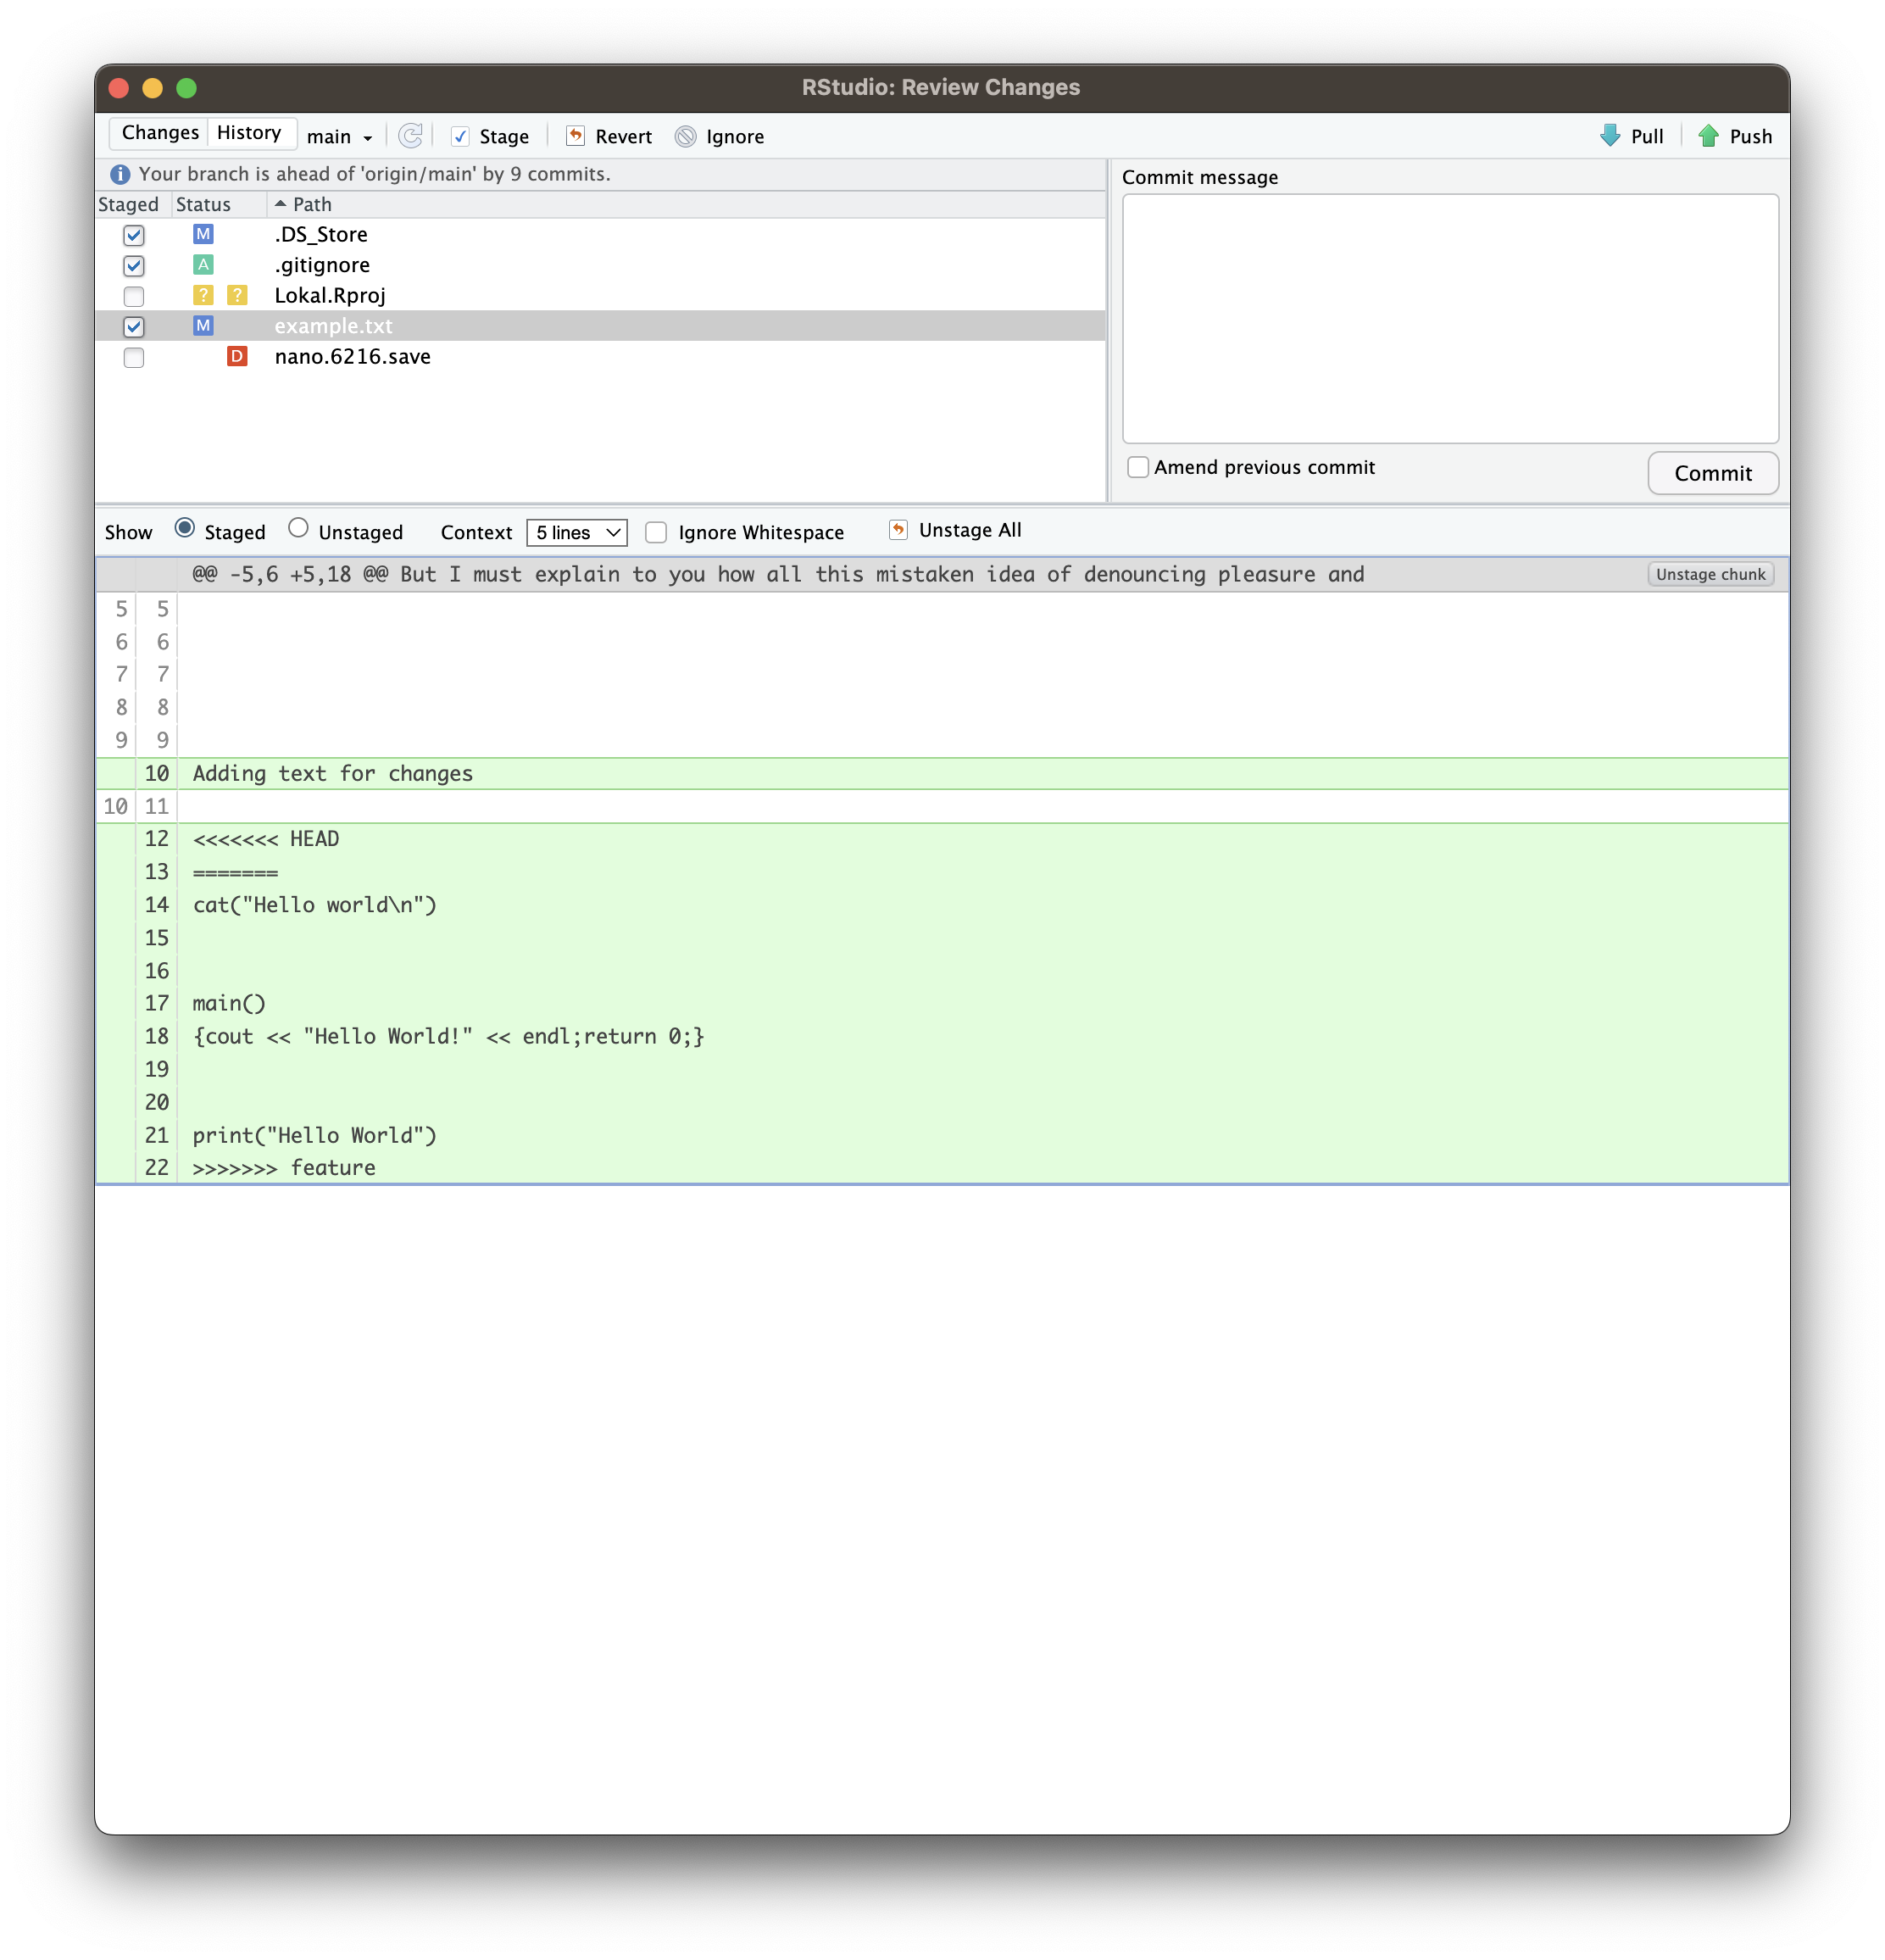 RStudio: Review Changes
Changes History main Stage Revert Ignore Pull Push
Your branch is ahead of 'origin/main' by 9 commits.
Staged Status Path
M .DS_Store
A .gitignore
? ? Lokal.Rproj
M example.txt
D nano.6216.save
Commit message
Amend previous commit
Commit
Show Staged Unstaged Context 5 lines Ignore Whitespace Unstage All
@@ -5,6 +5,18 @@ But I must explain to you how all this mistaken idea of denouncing pleasure and Unstage chunk
5 5
6 6
7 7
8 8
9 9
10 Adding text for changes
10 11
12 <<<<<<< HEAD
13 =======
14 cat("Hello world\n")
15
16
17 main()
18 {cout << "Hello World!" << endl;return 0;}
19
20
21 print("Hello World")
22 >>>>>>> feature